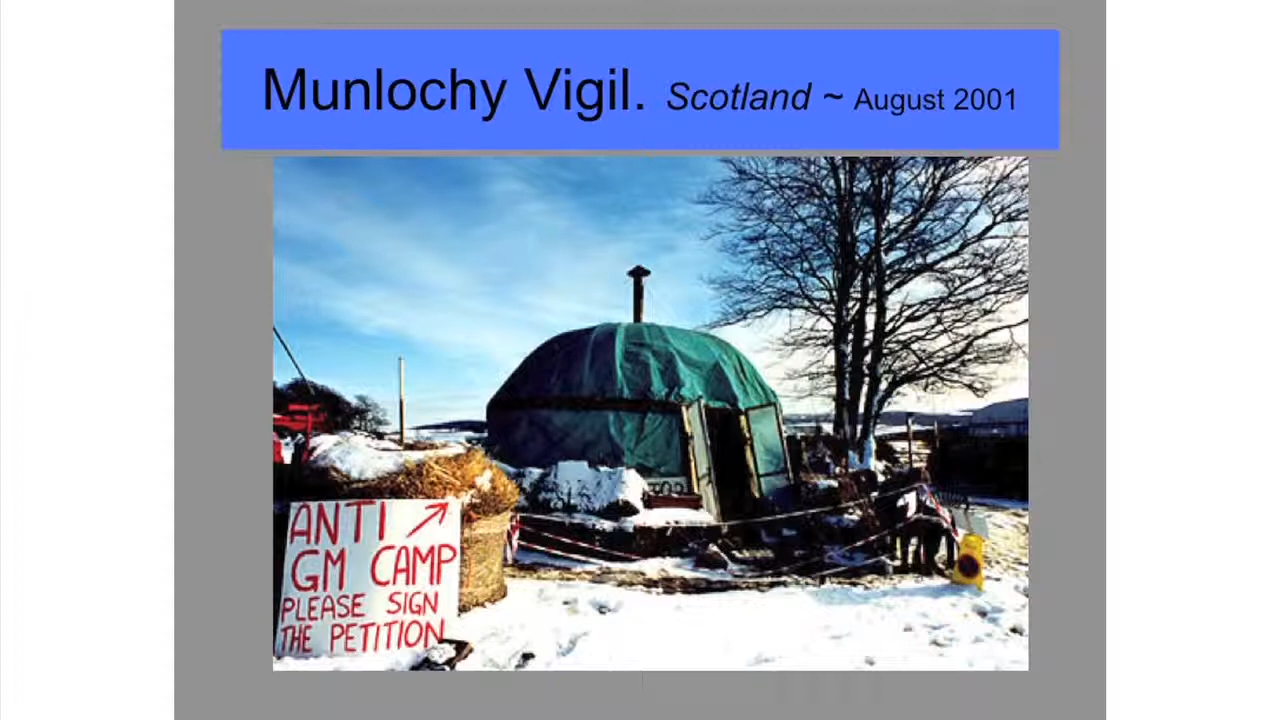 Munlochy Vigil. Scotland ~ August 2001
ANTI
GM CAMP
PLEASE SIGN
THE PETITION